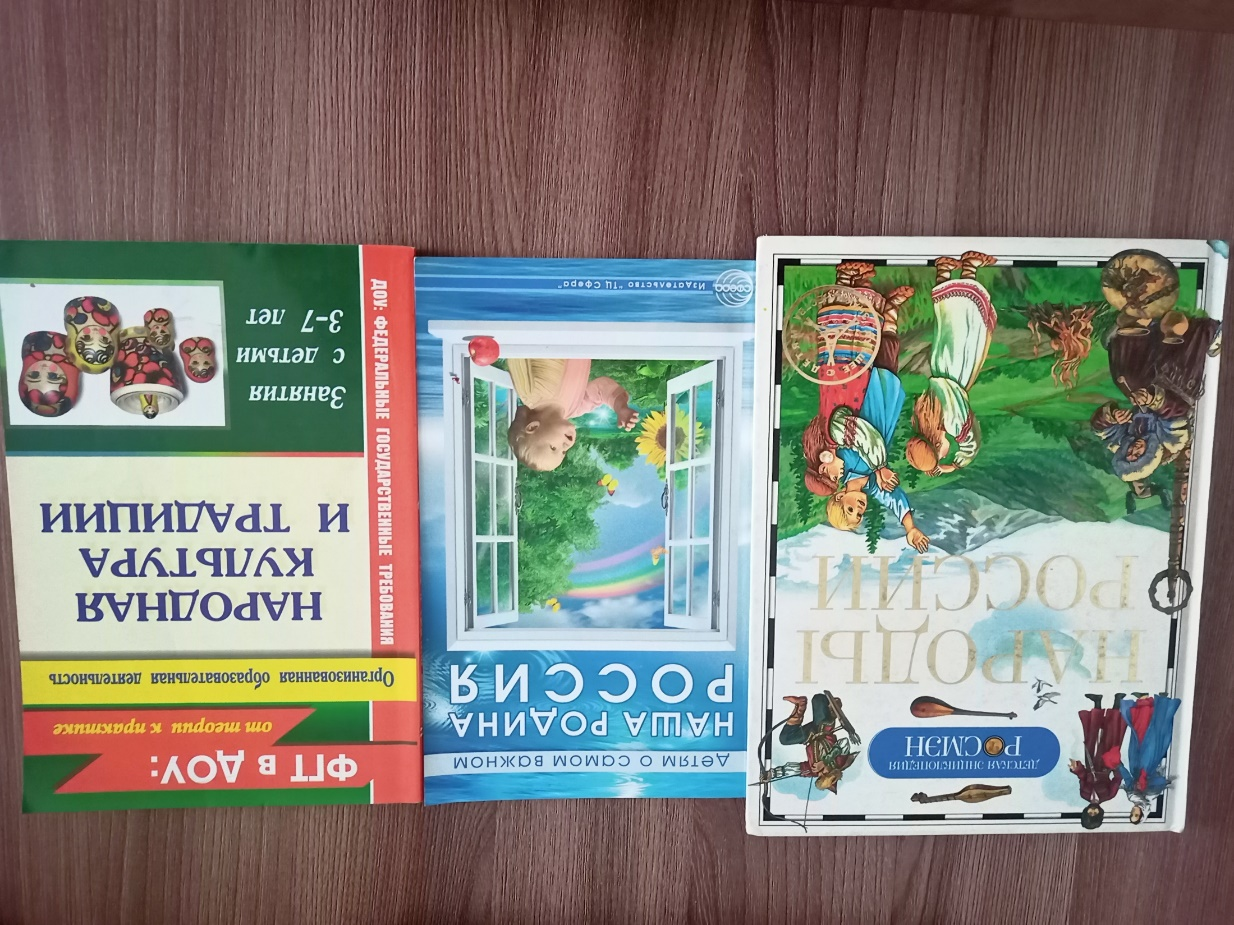 ДЕТСКАЯ ЭНЦИКЛОПЕДИЯ
РОСМЭН
НАРОДЫ
РОССИИ
ДЕТЯМ О САМОМ ВАЖНОМ
НАША РОДИНА
РОССИЯ
Издательство "ТЦ Сфера"
сфера
ФГТ в ДОУ:
от теории к практике
Организованная образовательная деятельность
НАРОДНАЯ
КУЛЬТУРА
И ТРАДИЦИИ
Занятия
с детьми
3–7 лет
ДОУ: ФЕДЕРАЛЬНЫЕ ГОСУДАРСТВЕННЫЕ ТРЕБОВАНИЯ